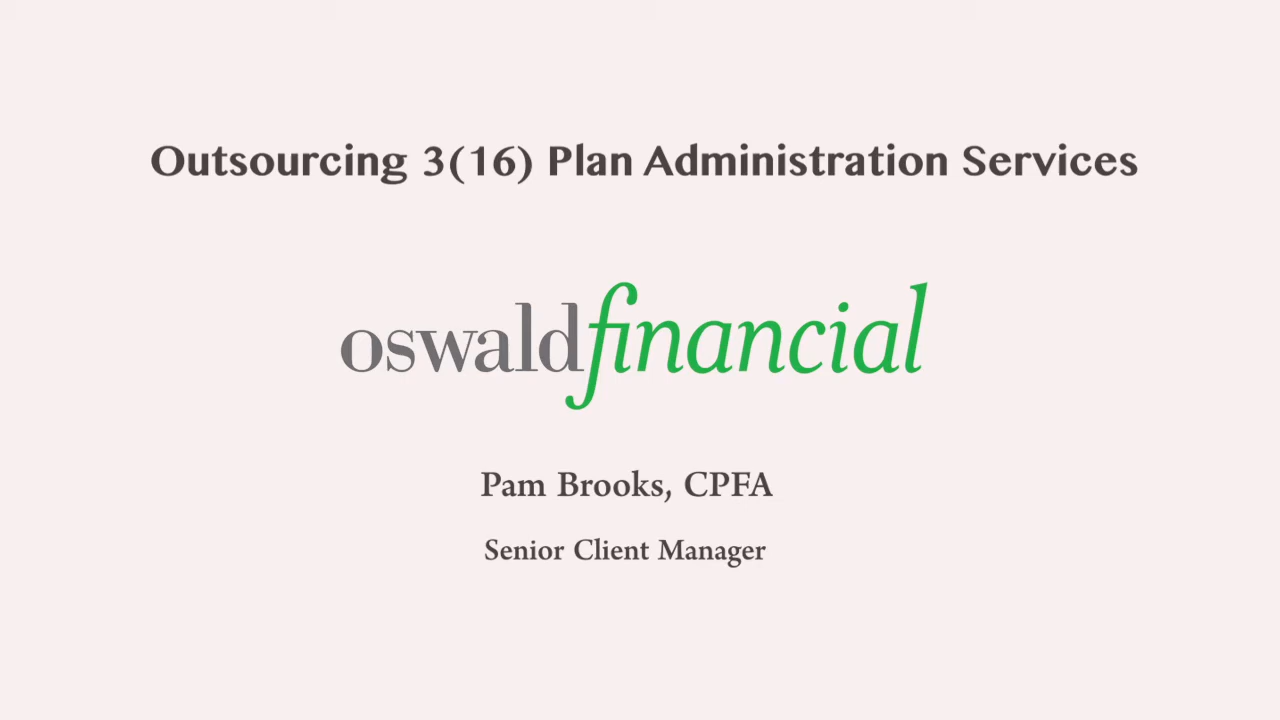 Outsourcing 3(16) Plan Administration Services
oswaldfinancial
Pam Brooks, CPFA
Senior Client Manager